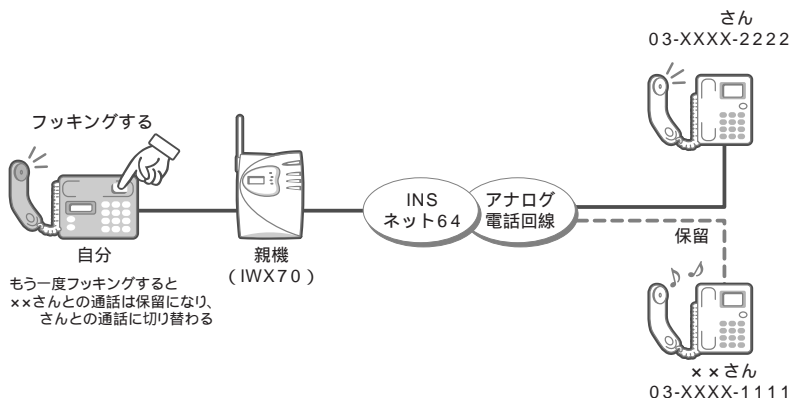 さん
03-XXXX-2222
フッキングする
INS
ネット64
アナログ
電話回線
保留
自分
親機
(IWX70)
もう一度フッキングすると
××さんとの通話は保留になり、
さんとの通話に切り替わる
××さん
03-XXXX-1111